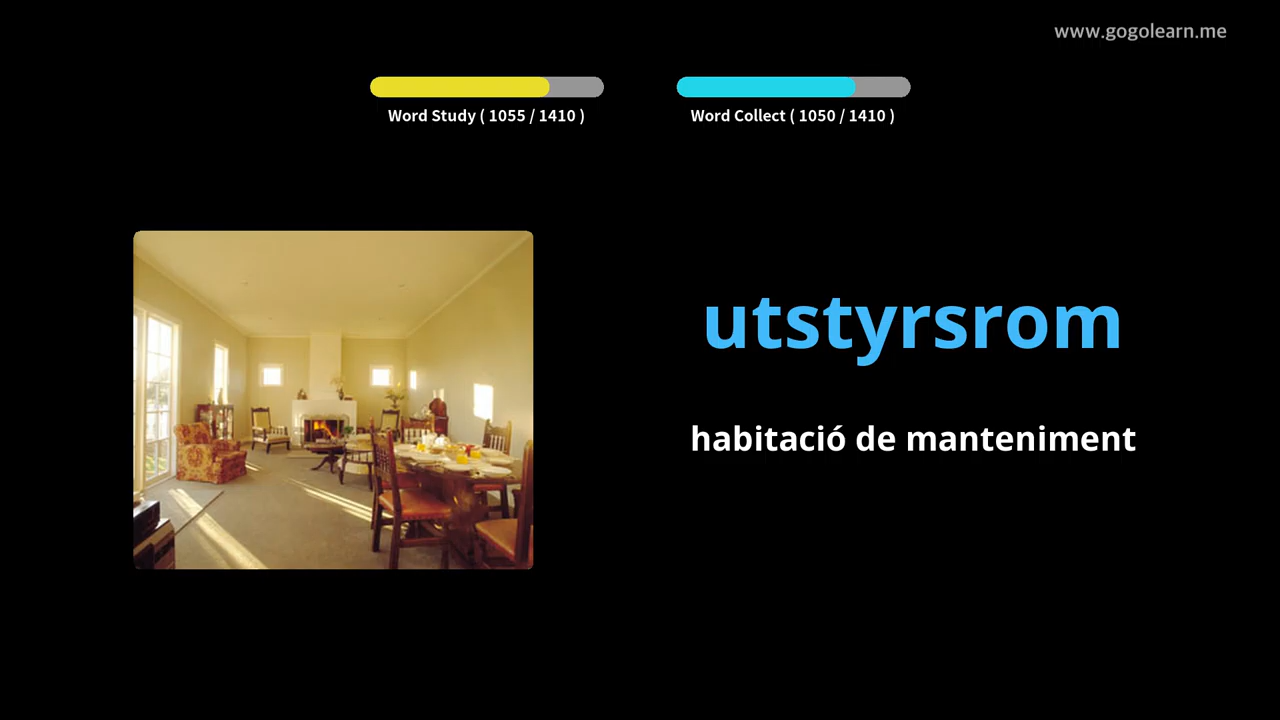 www.gogolearn.me
Word Study ( 1055 / 1410 )
Word Collect ( 1050 / 1410 )
utstyrsrom
habitació de manteniment